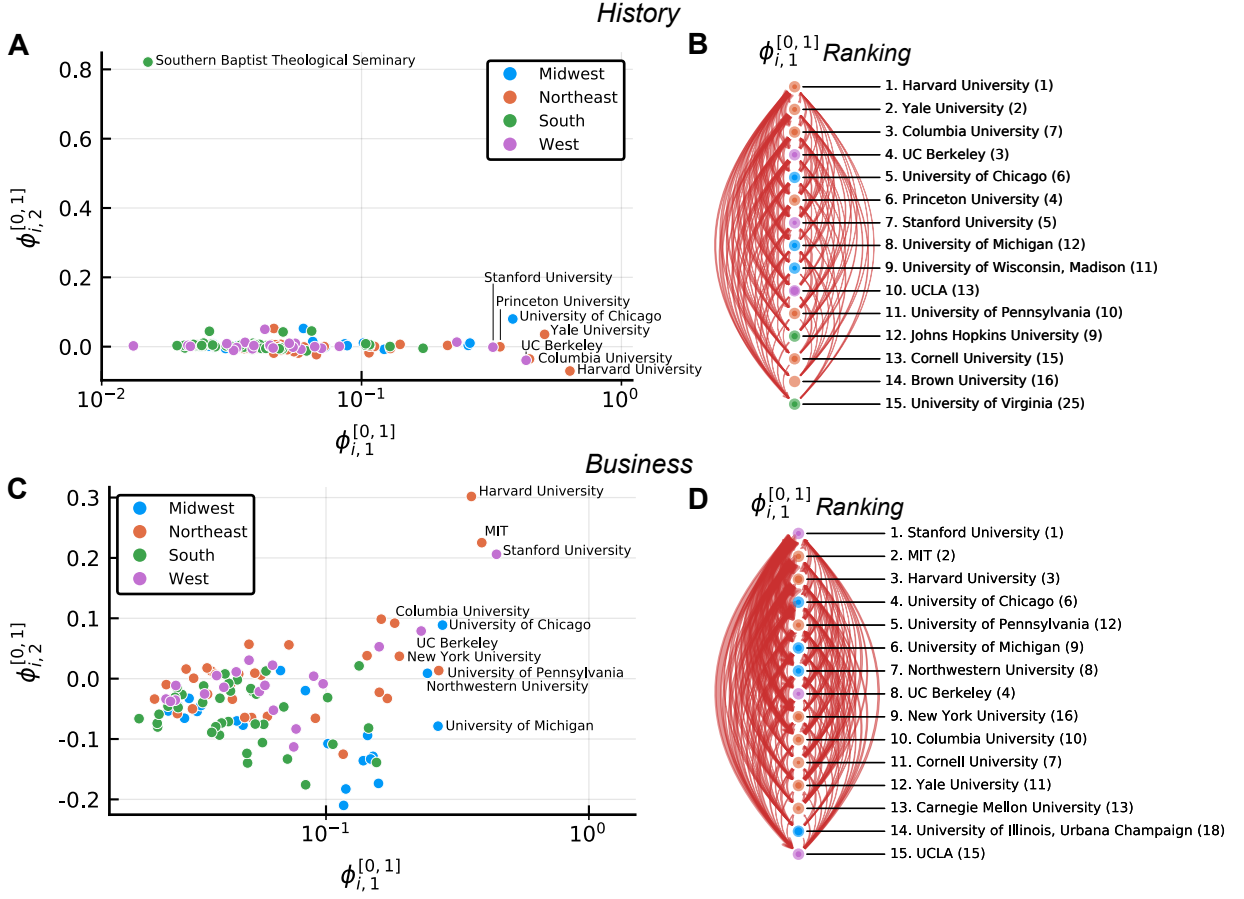 History
A
Southern Baptist Theological Seminary
Midwest
Northeast
South
West
0.8
0.6
0.4
0.2
0.0
ϕ_{i,2}^{[0, 1]}
Stanford University
Princeton University
University of Chicago
Yale University
UC Berkeley
Columbia University
Harvard University
10^{-2}
10^{-1}
10^{0}
ϕ_{i,1}^{[0, 1]}
B
ϕ_{i,1}^{[0, 1]} Ranking
1. Harvard University (1)
2. Yale University (2)
3. Columbia University (7)
4. UC Berkeley (3)
5. University of Chicago (6)
6. Princeton University (4)
7. Stanford University (5)
8. University of Michigan (12)
9. University of Wisconsin, Madison (11)
10. UCLA (13)
11. University of Pennsylvania (10)
12. Johns Hopkins University (9)
13. Cornell University (15)
14. Brown University (16)
15. University of Virginia (25)
Business
C
Midwest
Northeast
South
West
0.3
0.2
0.1
0.0
-0.1
-0.2
ϕ_{i,2}^{[0, 1]}
Harvard University
MIT
Stanford University
Columbia University
University of Chicago
UC Berkeley
New York University
University of Pennsylvania
Northwestern University
University of Michigan
10^{-1}
10^{0}
ϕ_{i,1}^{[0, 1]}
D
ϕ_{i,1}^{[0, 1]} Ranking
1. Stanford University (1)
2. MIT (2)
3. Harvard University (3)
4. University of Chicago (6)
5. University of Pennsylvania (12)
6. University of Michigan (9)
7. Northwestern University (8)
8. UC Berkeley (4)
9. New York University (16)
10. Columbia University (10)
11. Cornell University (7)
12. Yale University (11)
13. Carnegie Mellon University (13)
14. University of Illinois, Urbana Champaign (18)
15. UCLA (15)